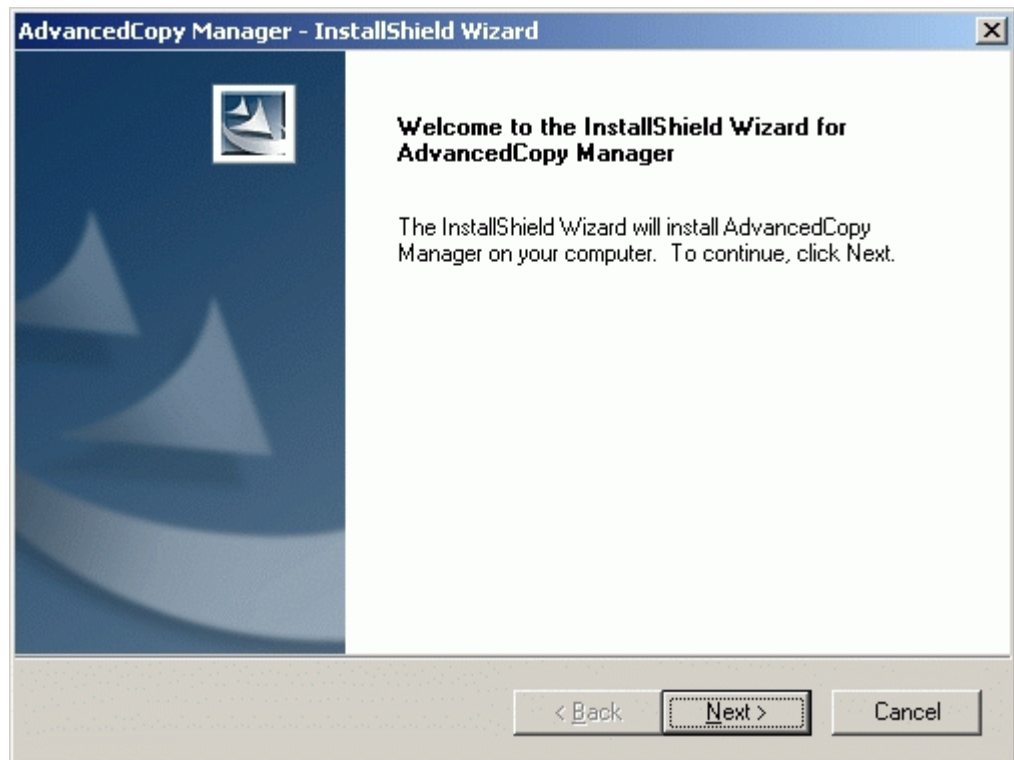 AdvancedCopy Manager - InstallShield Wizard
Welcome to the InstallShield Wizard for
AdvancedCopy Manager
The InstallShield Wizard will install AdvancedCopy
Manager on your computer.  To continue, click Next.
< Back
Next >
Cancel